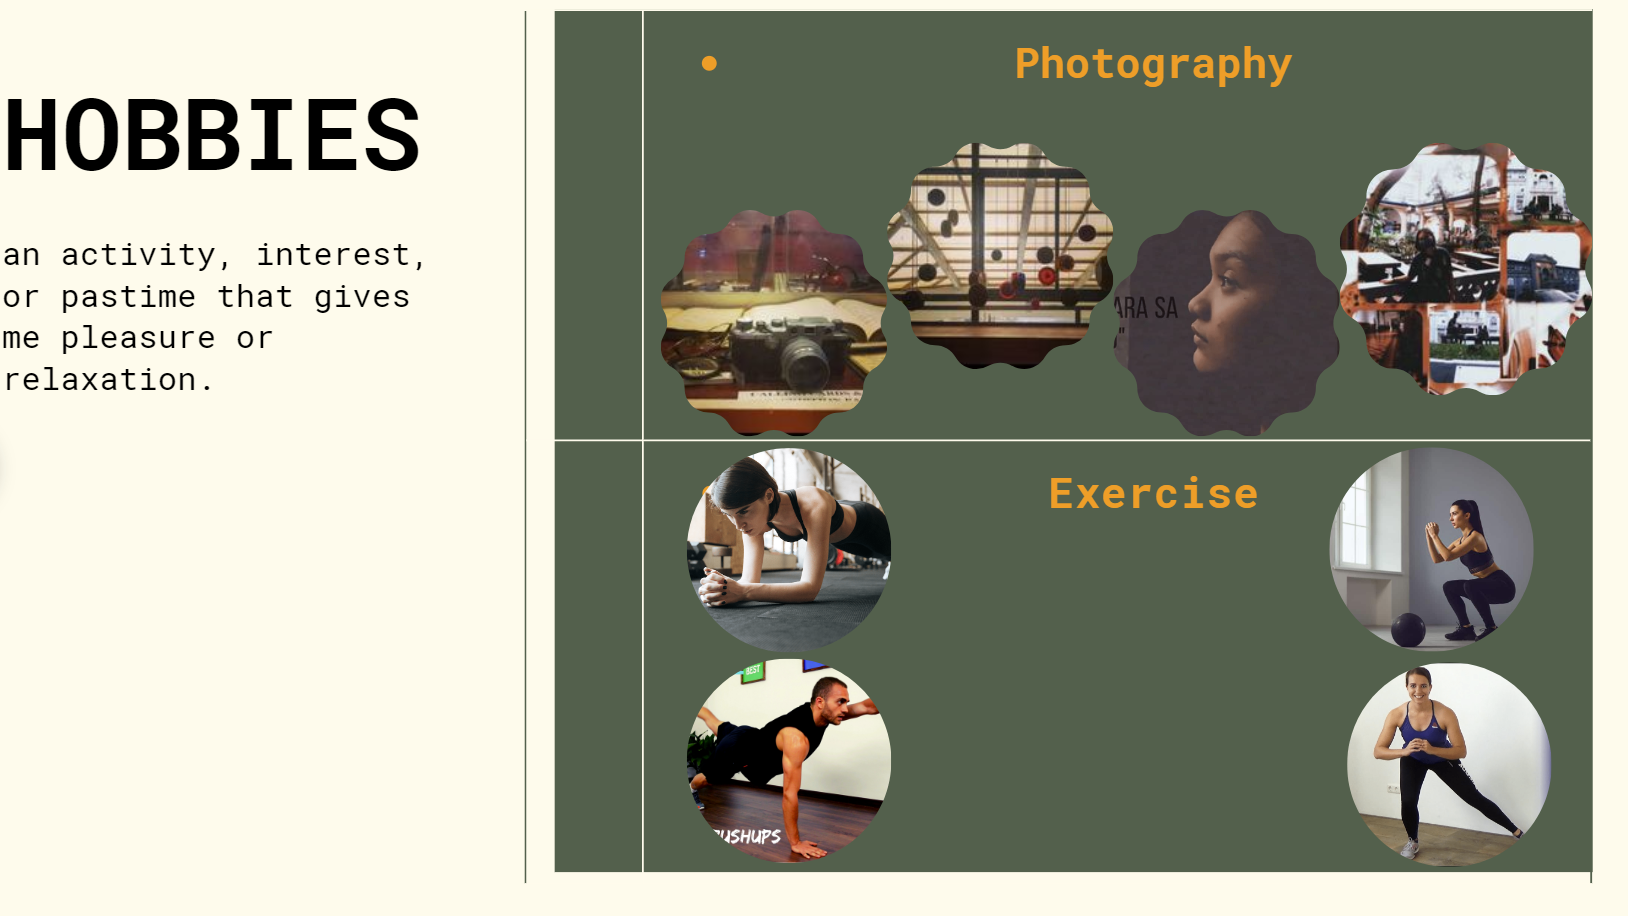 HOBBIES
an activity, interest,
or pastime that gives
me pleasure or
relaxation.
• Photography
ARA SA
"
Exercise
BEST
USHUPS